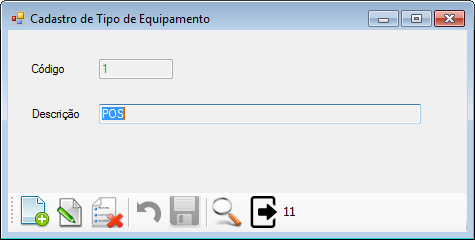 Cadastro de Tipo de Equipamento
Código 1
Descrição POS
11